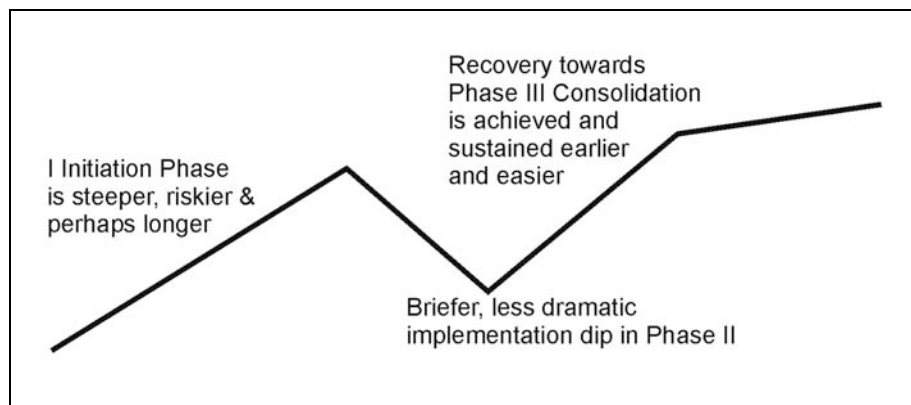 I Initiation Phase
is steeper, riskier &
perhaps longer
Recovery towards
Phase III Consolidation
is achieved and
sustained earlier
and easier
Briefer, less dramatic
implementation dip in Phase II